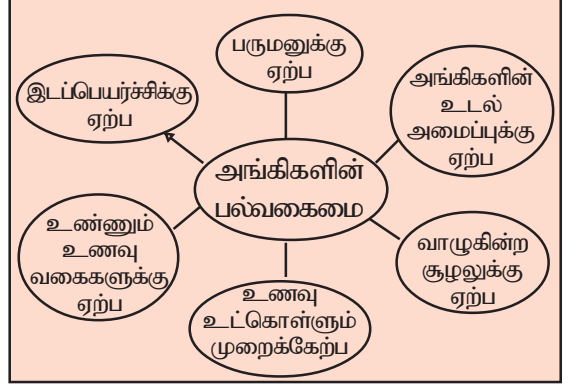 பருமனுக்கு
ஏற்ப
அங்கிகளின்
உடல்
அமைப்புக்கு
ஏற்ப
இடப்பெயர்ச்சிக்கு
ஏற்ப
அங்கிகளின்
பல்வகைமை
உண்ணும்
உணவு
வகைகளுக்கு
ஏற்ப
வாழுகின்ற
சூழலுக்கு
ஏற்ப
உணவு
உட்கொள்ளும்
முறைக்கேற்ப